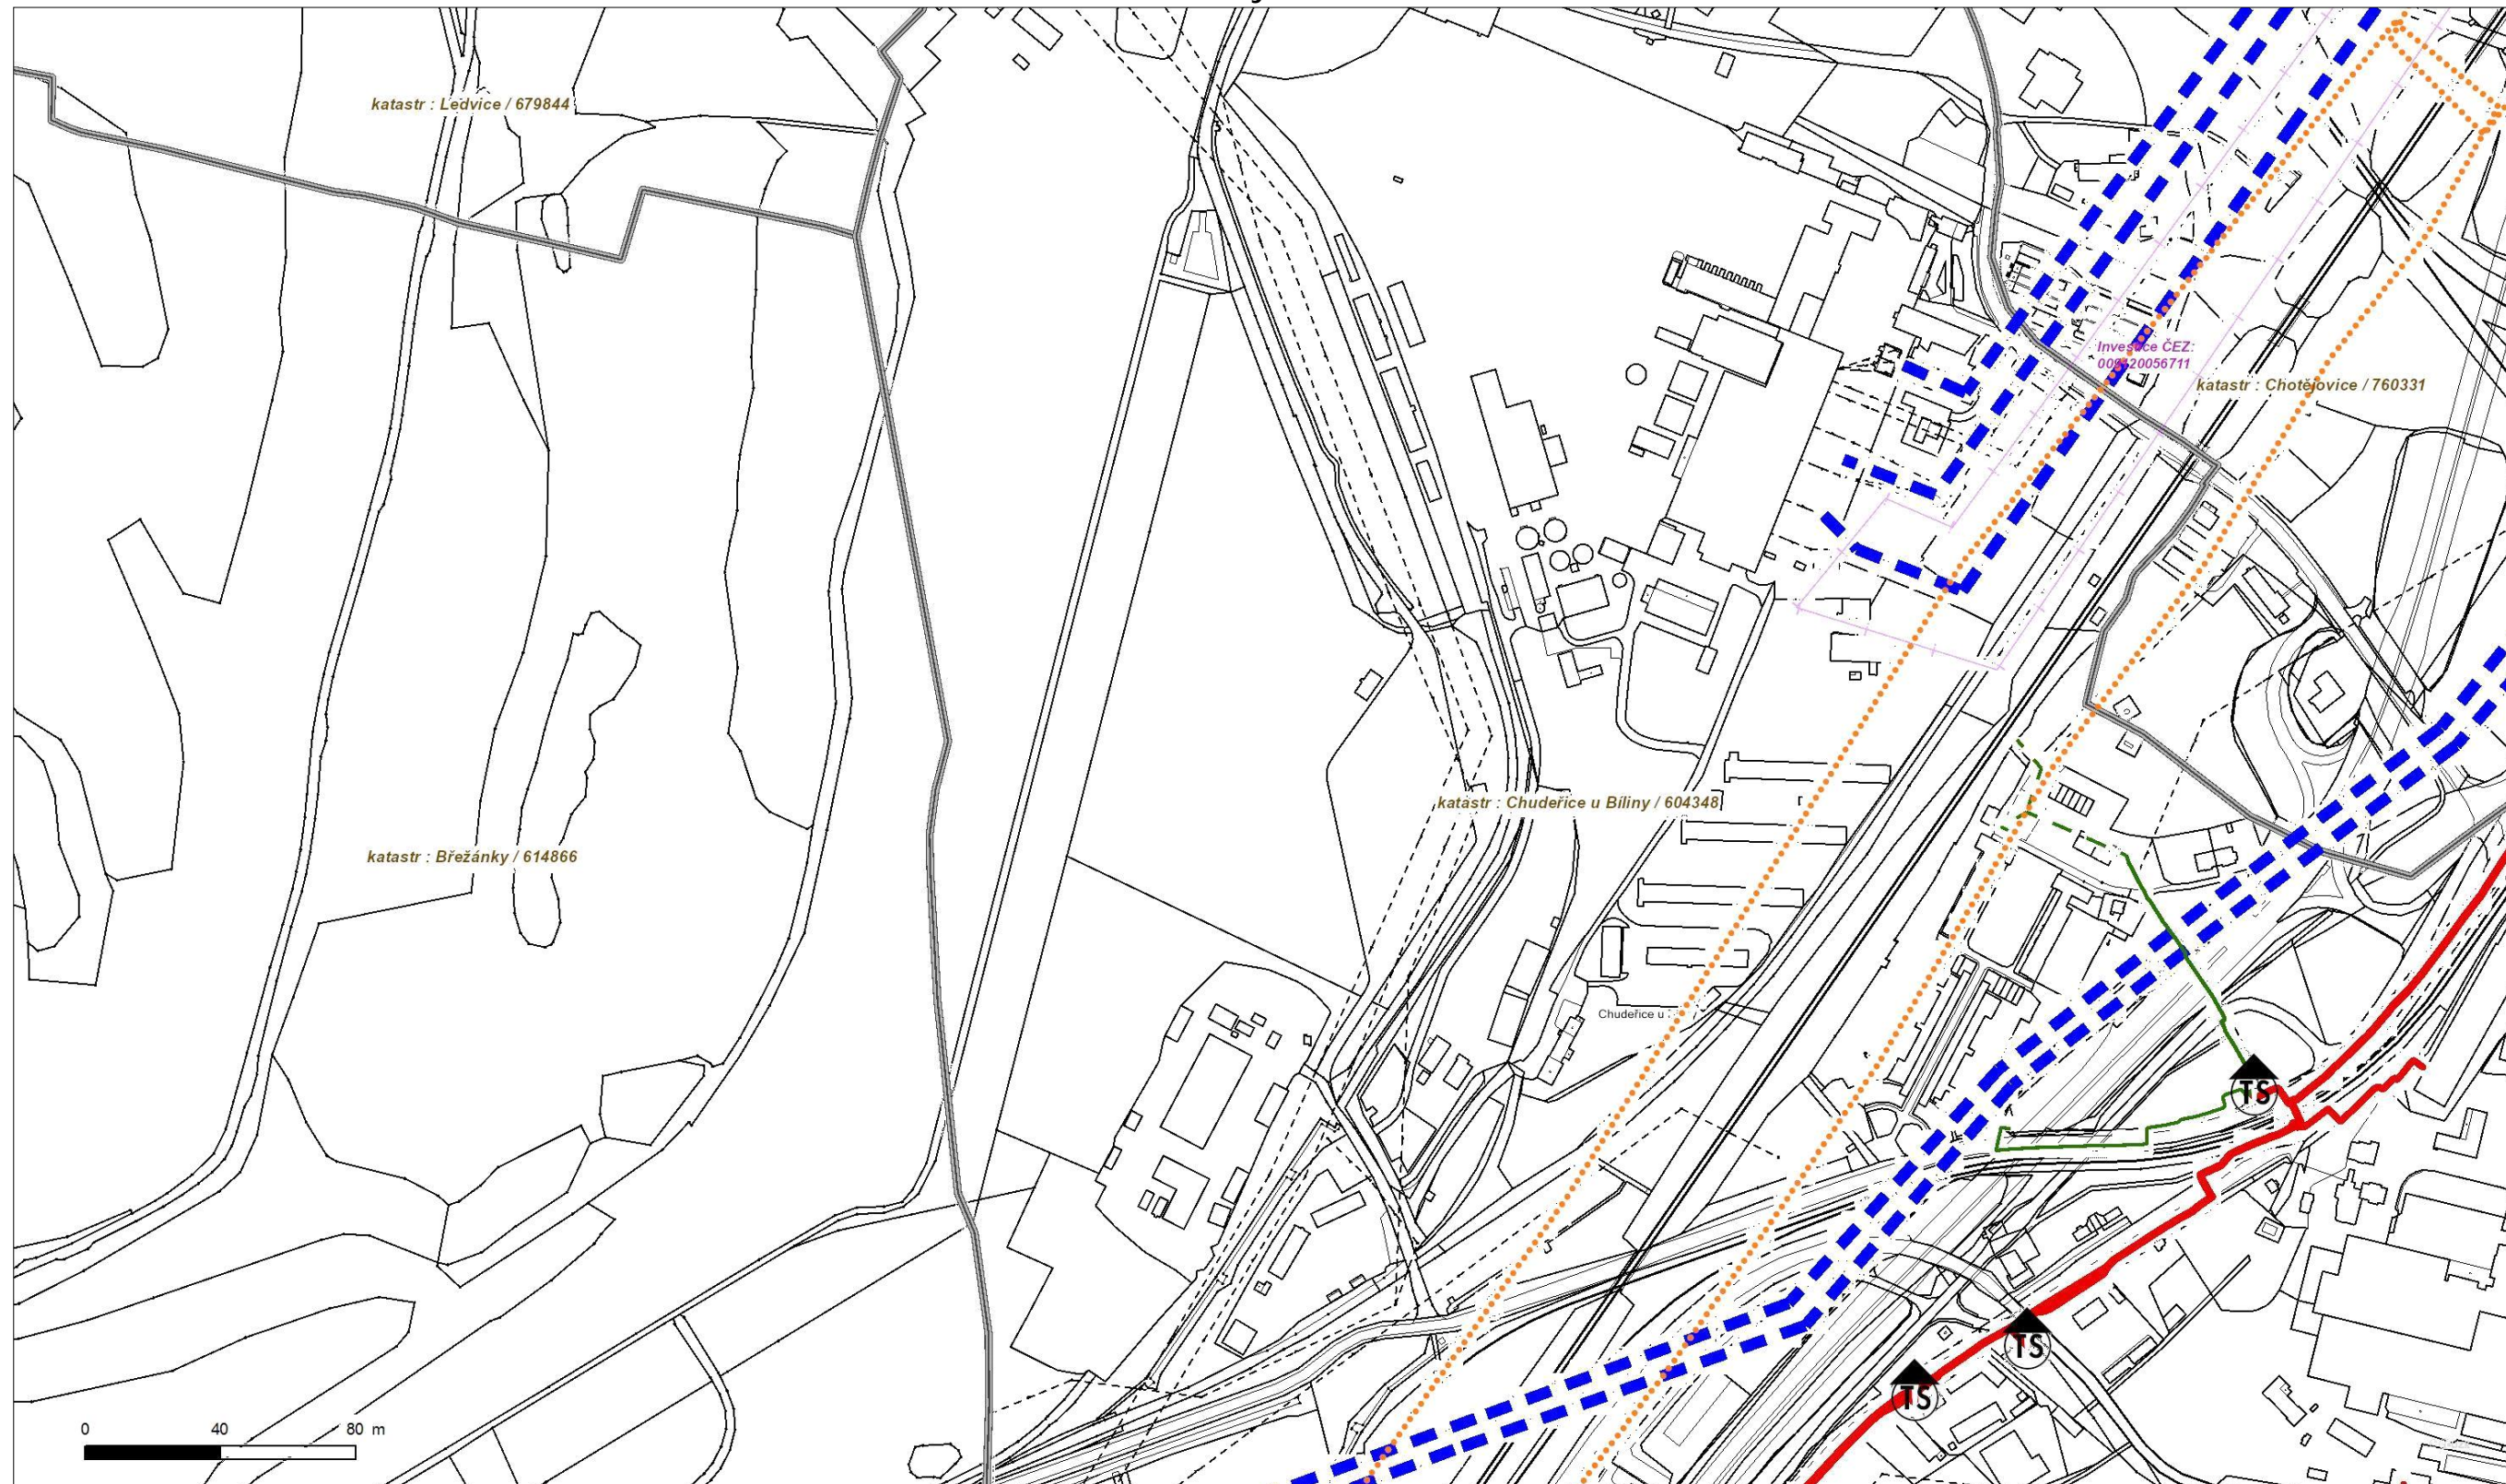 katastr : Ledvice / 679844
Investice ČEZ:
katastr : Chotějovice / 760331
katastr : Chudeřice u Bíliny / 604348
katastr : Břežánky / 614866
Chudeřice u
TS
TS
TS
0 40 80 m